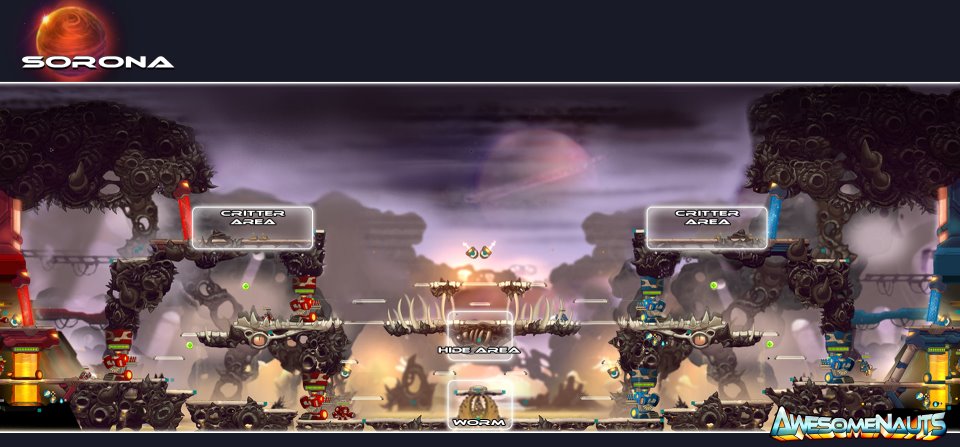 SORONA
CRITTER
AREA
CRITTER
AREA
HIDE AREA
WORM
AWESOMENAUTS